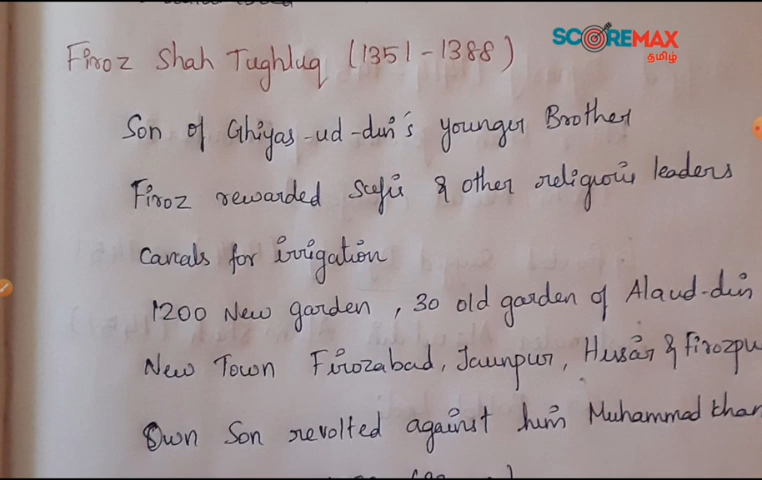 SCOREMAX
தமிழ்
Firoz Shah Tughluq (1351-1388)
Son of Ghiyas-ud-din's younger Brother
Firoz rewarded Sufi & other religious leaders
Canals for irrigation
1200 New garden, 30 old garden of Alaud-din
New Town Firozabad, Jaunpur, Hissar & Firozpu
Own Son revolted against him Muhammad khan